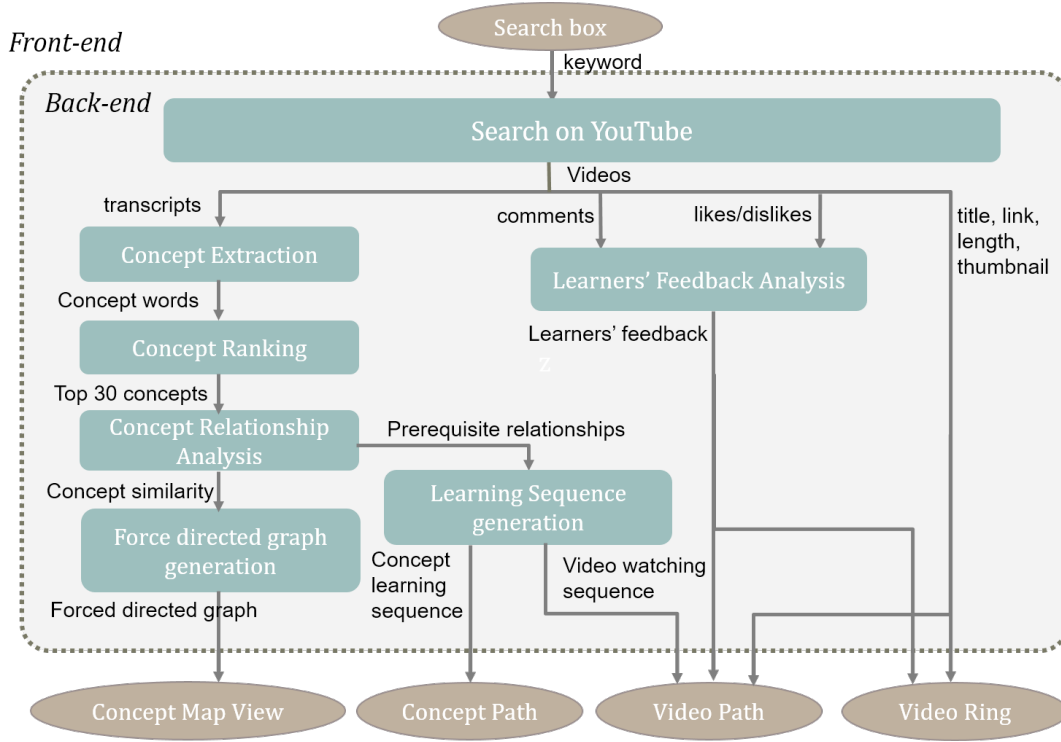 Search box
Front-end
keyword
Back-end
Search on YouTube
Videos
transcripts
comments
likes/dislikes
title, link,
length,
thumbnail
Concept Extraction
Learners’ Feedback Analysis
Concept words
Learners’ feedback
Concept Ranking
z
Top 30 concepts
Concept Relationship
Analysis
Prerequisite relationships
Concept similarity
Learning Sequence
generation
Force directed graph
generation
Concept
learning
sequence
Video watching
sequence
Forced directed graph
Concept Map View
Concept Path
Video Path
Video Ring